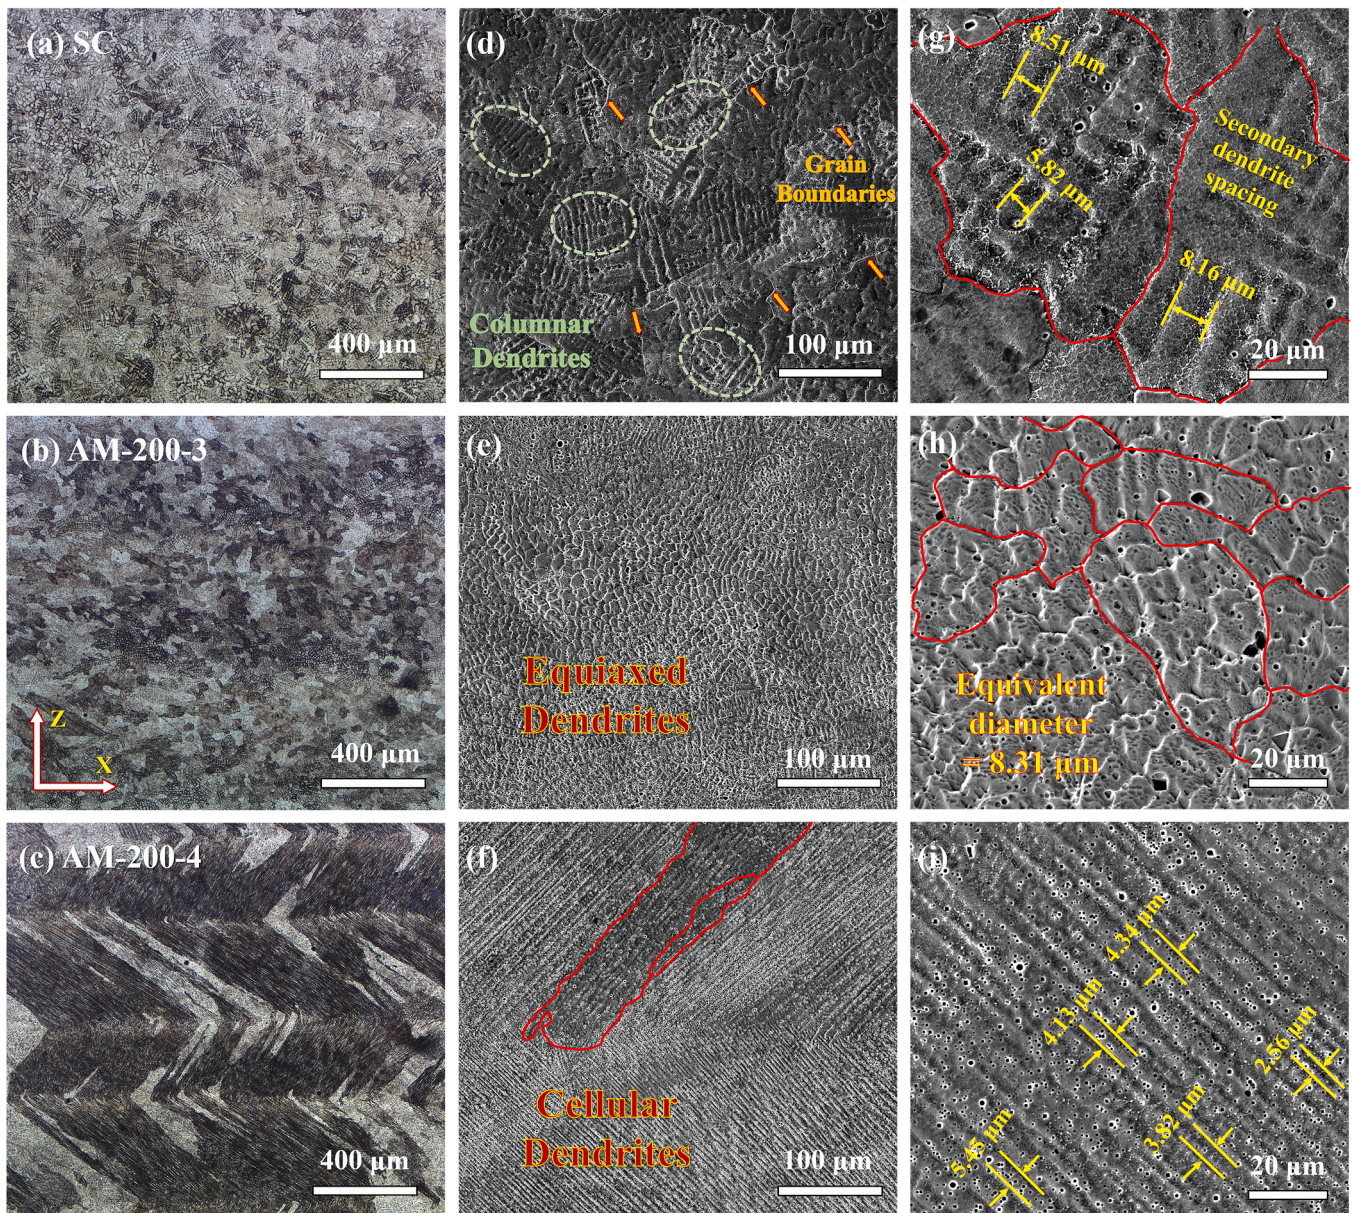 (a) SC
400 μm
(d)
Grain
Boundaries
Columnar
Dendrites
100 μm
(g)
8.51 μm
5.82 μm
Secondary
dendrite
spacing
8.16 μm
20 μm
(b) AM-200-3
Z
X
400 μm
(e)
Equiaxed
Dendrites
100 μm
(h)
Equivalent
diameter
= 8.31 μm
20 μm
(c) AM-200-4
400 μm
(f)
Cellular
Dendrites
100 μm
(i)
4.34 μm
4.13 μm
2.56 μm
3.82 μm
5.45 μm
20 μm